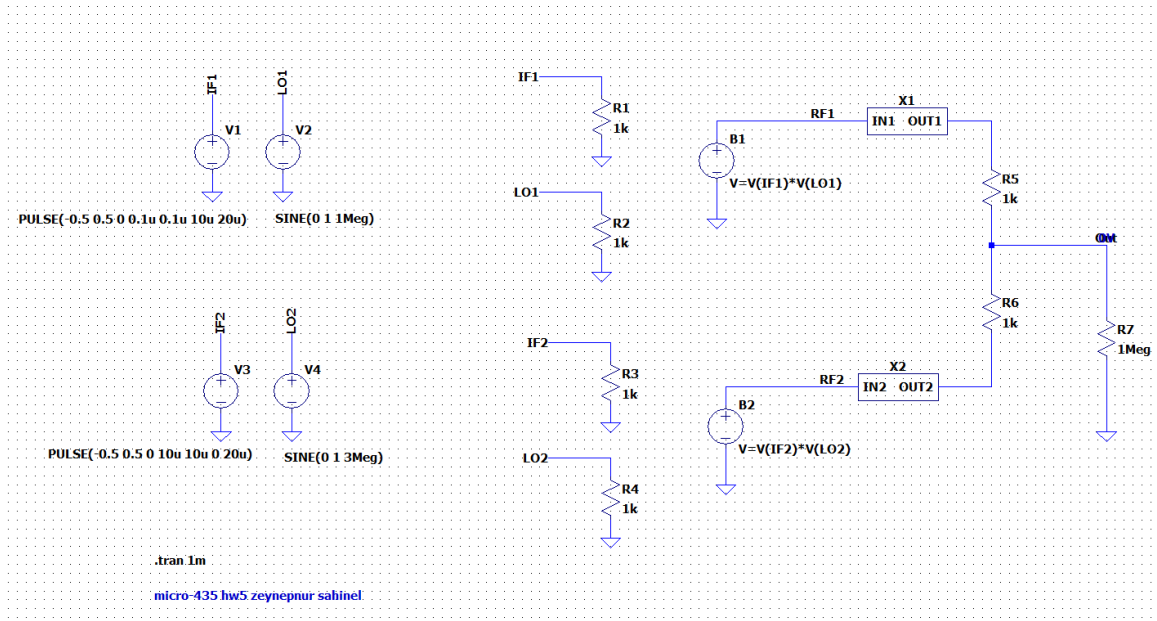 IF1
LO1
V1
V2
PULSE(-0.5 0.5 0 0.1u 0.1u 10u 20u)
SINE(0 1 1Meg)
IF2
LO2
V3
V4
PULSE(-0.5 0.5 0 10u 10u 0 20u)
SINE(0 1 3Meg)
.tran 1m
micro-435 hw5 zeynepnur sahinel
IF1
R1
1k
LO1
R2
1k
IF2
R3
1k
LO2
R4
1k
B1
V=V(IF1)*V(LO1)
RF1
X1
IN1 OUT1
R5
1k
R6
1k
R7
1Meg
B2
V=V(IF2)*V(LO2)
RF2
X2
IN2 OUT2